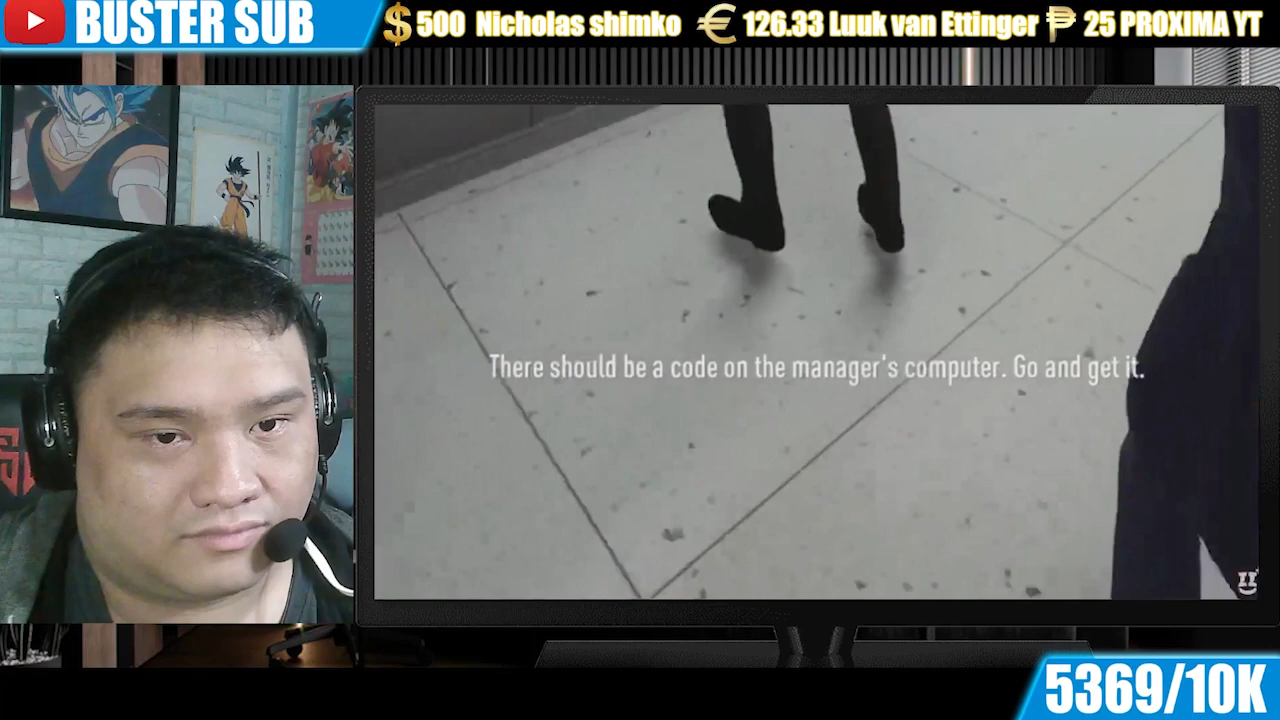 BUSTER SUB
$ 500 Nicholas shimko € 126.33 Luuk van Ettinger ₱ 25 PROXIMA YT
There should be a code on the manager's computer. Go and get it.
5369/10K